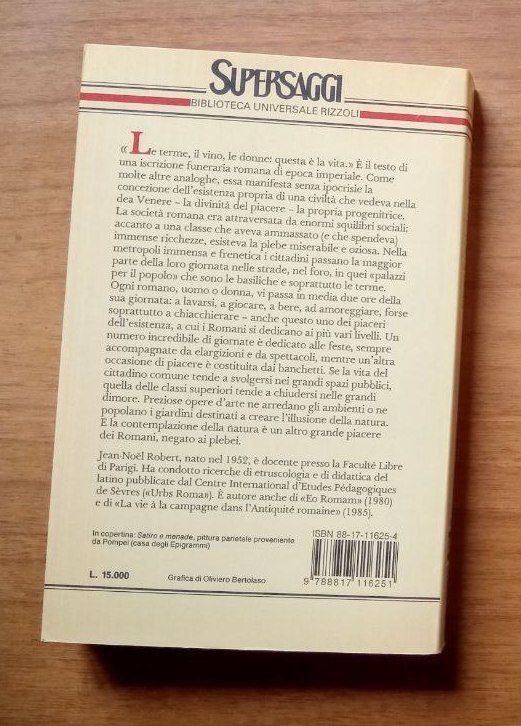 SUPERSAGGI
BIBLIOTECA UNIVERSALE RIZZOLI
«Le terme, il vino, le donne: questa è la vita.» È il testo di
una iscrizione funeraria romana di epoca imperiale. Come
molte altre analoghe, essa manifesta senza ipocrisie la
concezione dell'esistenza propria di una civiltà che vedeva nella
dea Venere – la divinità del piacere – la propria progenitrice.
La società romana era attraversata da enormi squilibri sociali:
accanto a una classe che aveva ammassato (e che spendeva)
immense ricchezze, esisteva la plebe miserabile e oziosa. Nella
metropoli immensa e frenetica i cittadini passano la maggior
parte della loro giornata nelle strade, nel foro, in quei «palazzi
per il popolo» che sono le basiliche e soprattutto le terme.
Ogni romano, uomo o donna, vi passa in media due ore della
sua giornata: a lavarsi, a giocare, a bere, ad amoreggiare, forse
soprattutto a chiacchierare – anche questo uno dei piaceri
dell'esistenza, a cui i Romani si dedicano ai più vari livelli. Un
numero incredibile di giornate è dedicato alle feste, sempre
accompagnate da elargizioni e da spettacoli, mentre un'altra
occasione di piacere è costituita dai banchetti. Se la vita del
cittadino comune tende a svolgersi nei grandi spazi pubblici,
quella delle classi superiori tende a chiudersi nelle grandi
dimore. Preziose opere d'arte ne arredano gli ambienti o ne
popolano i giardini destinati a creare l'illusione della natura.
E la contemplazione della natura è un altro grande piacere
dei Romani, negato ai plebei.
Jean-Noël Robert, nato nel 1952, è docente presso la Faculté Libre
di Parigi. Ha condotto ricerche di etruscologia e di didattica del
latino pubblicate dal Centre International d'Etudes Pédagogiques
de Sèvres («Urbs Roma»). È autore anche di «Eo Romam» (1980)
e di «La vie à la campagne dans l'Antiquité romaine» (1985).
In copertina: Satiro e menade, pittura parietale proveniente
da Pompei (casa degli Epigrammi)
ISBN 88-17-11625-4
9 788817 116251
L. 15.000
Grafica di Oliviero Bertolaso